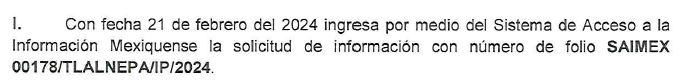 I. Con fecha 21 de febrero del 2024 ingresa por medio del Sistema de Acceso a la
Información Mexiquense la solicitud de información con número de folio SAIMEX
00178/TLALNEPA/IP/2024.